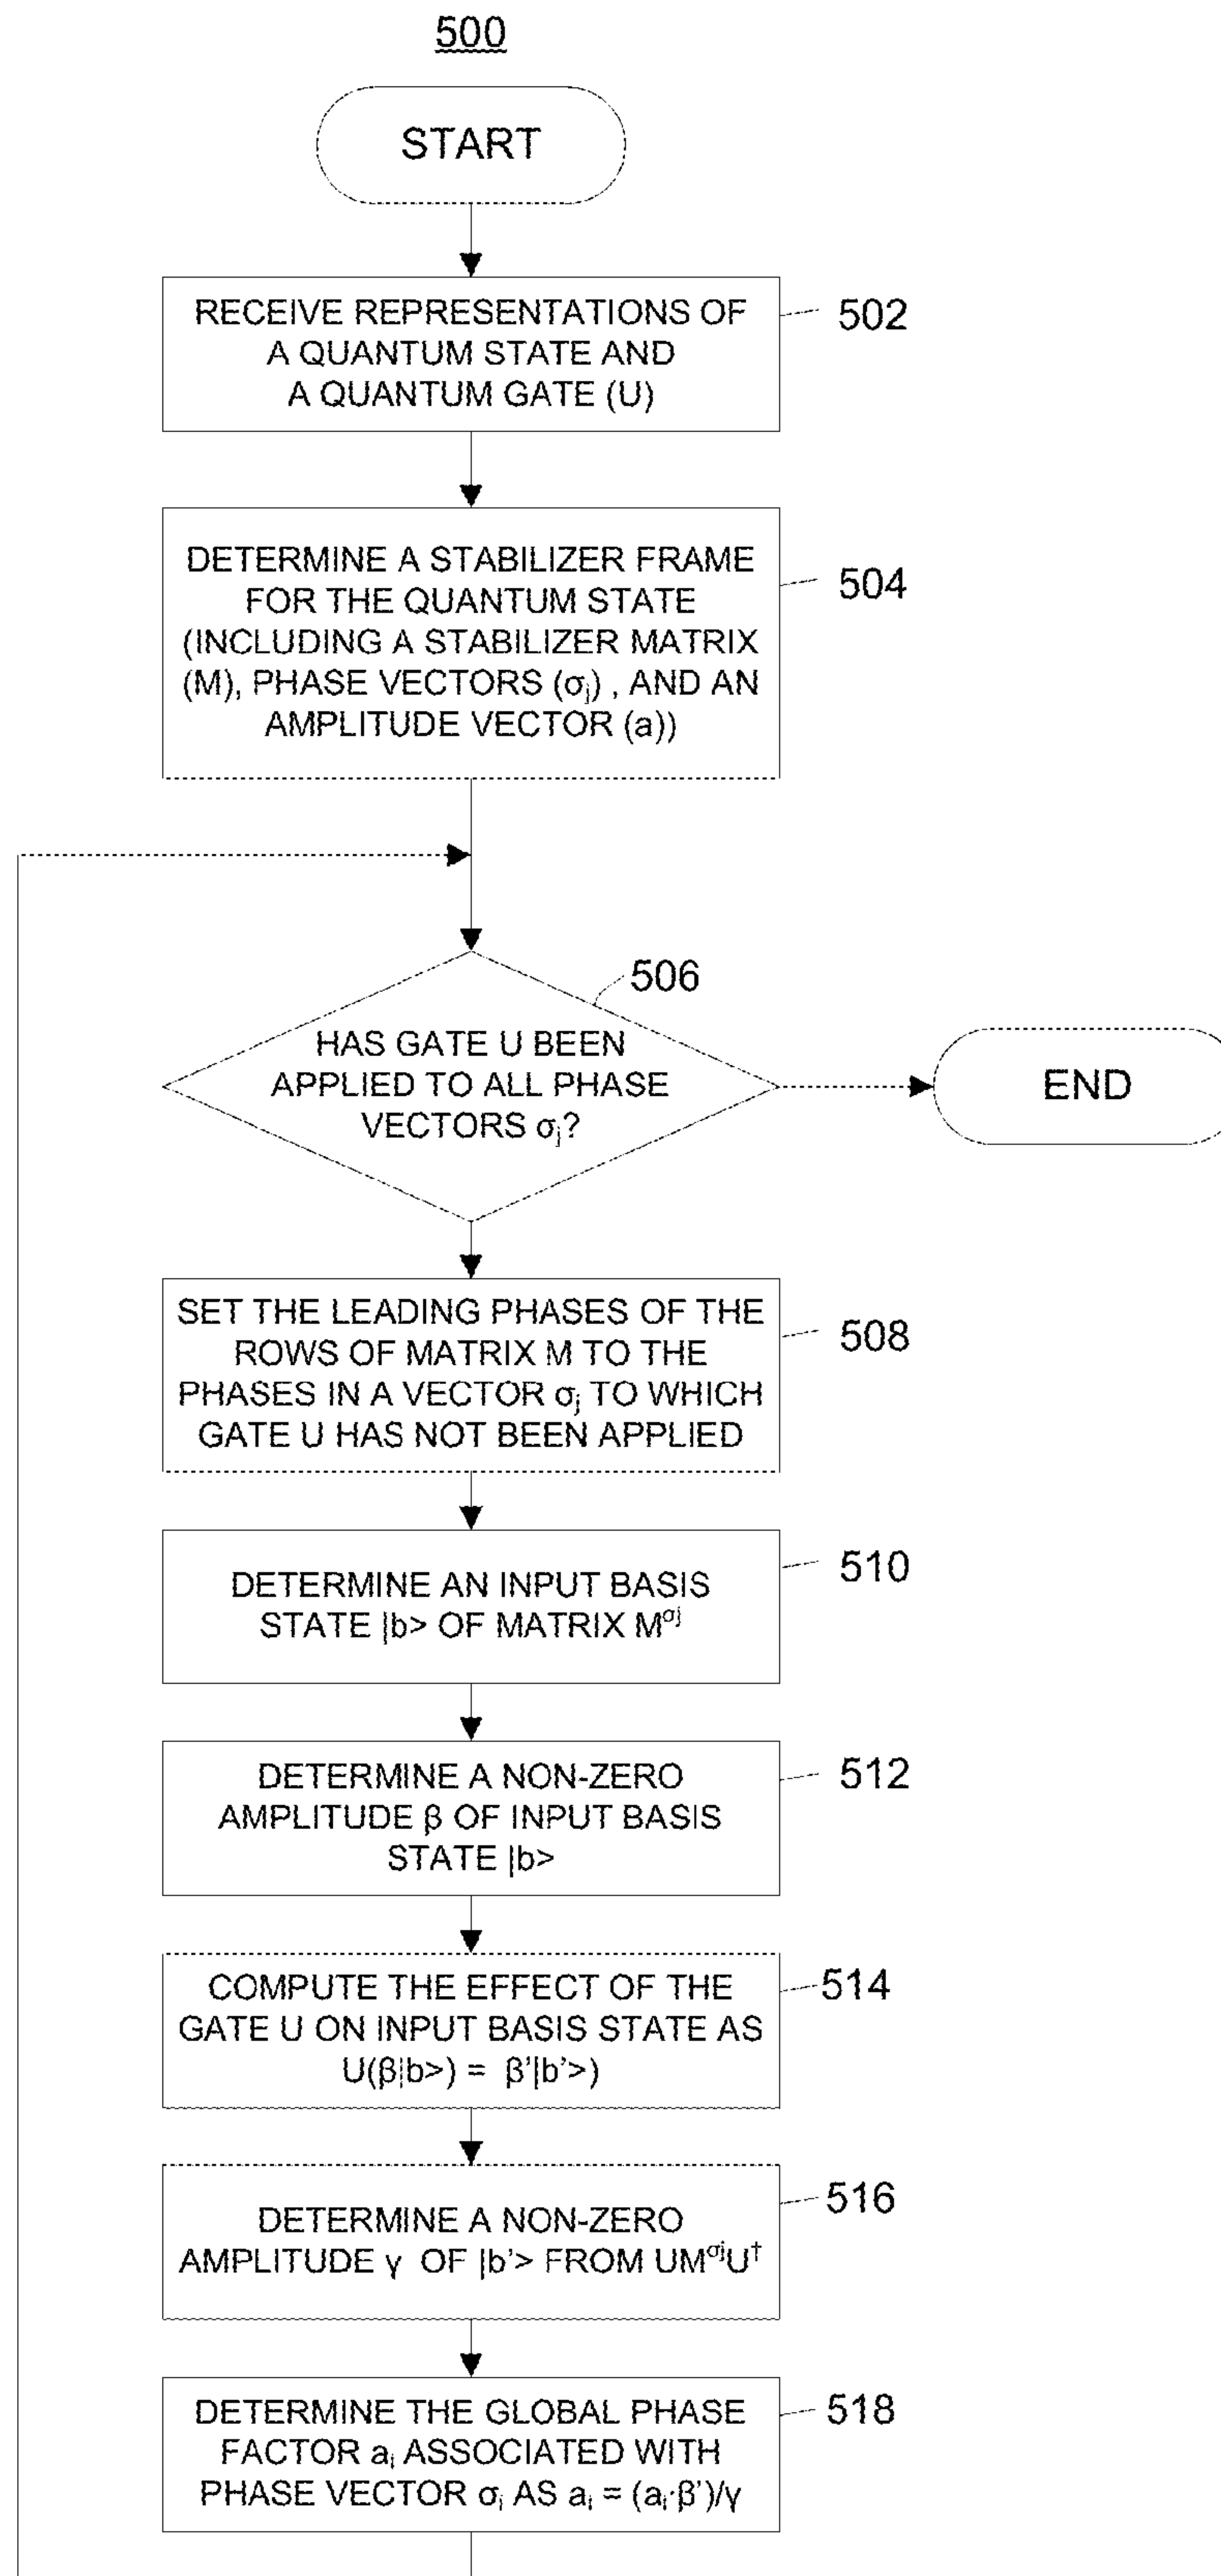 500
START
RECEIVE REPRESENTATIONS OF
A QUANTUM STATE AND
A QUANTUM GATE (U)
502
DETERMINE A STABILIZER FRAME
FOR THE QUANTUM STATE
(INCLUDING A STABILIZER MATRIX
(M), PHASE VECTORS (σⱼ) , AND AN
AMPLITUDE VECTOR (a))
504
506
HAS GATE U BEEN
APPLIED TO ALL PHASE
VECTORS σⱼ?
END
SET THE LEADING PHASES OF THE
ROWS OF MATRIX M TO THE
PHASES IN A VECTOR σⱼ TO WHICH
GATE U HAS NOT BEEN APPLIED
508
DETERMINE AN INPUT BASIS
STATE |b> OF MATRIX M^σj
510
DETERMINE A NON-ZERO
AMPLITUDE β OF INPUT BASIS
STATE |b>
512
COMPUTE THE EFFECT OF THE
GATE U ON INPUT BASIS STATE AS
U(β|b>) = β'|b'>)
514
DETERMINE A NON-ZERO
AMPLITUDE γ OF |b'> FROM UM^σjU†
516
DETERMINE THE GLOBAL PHASE
FACTOR aᵢ ASSOCIATED WITH
PHASE VECTOR σᵢ AS aᵢ = (aᵢ·β')/γ
518